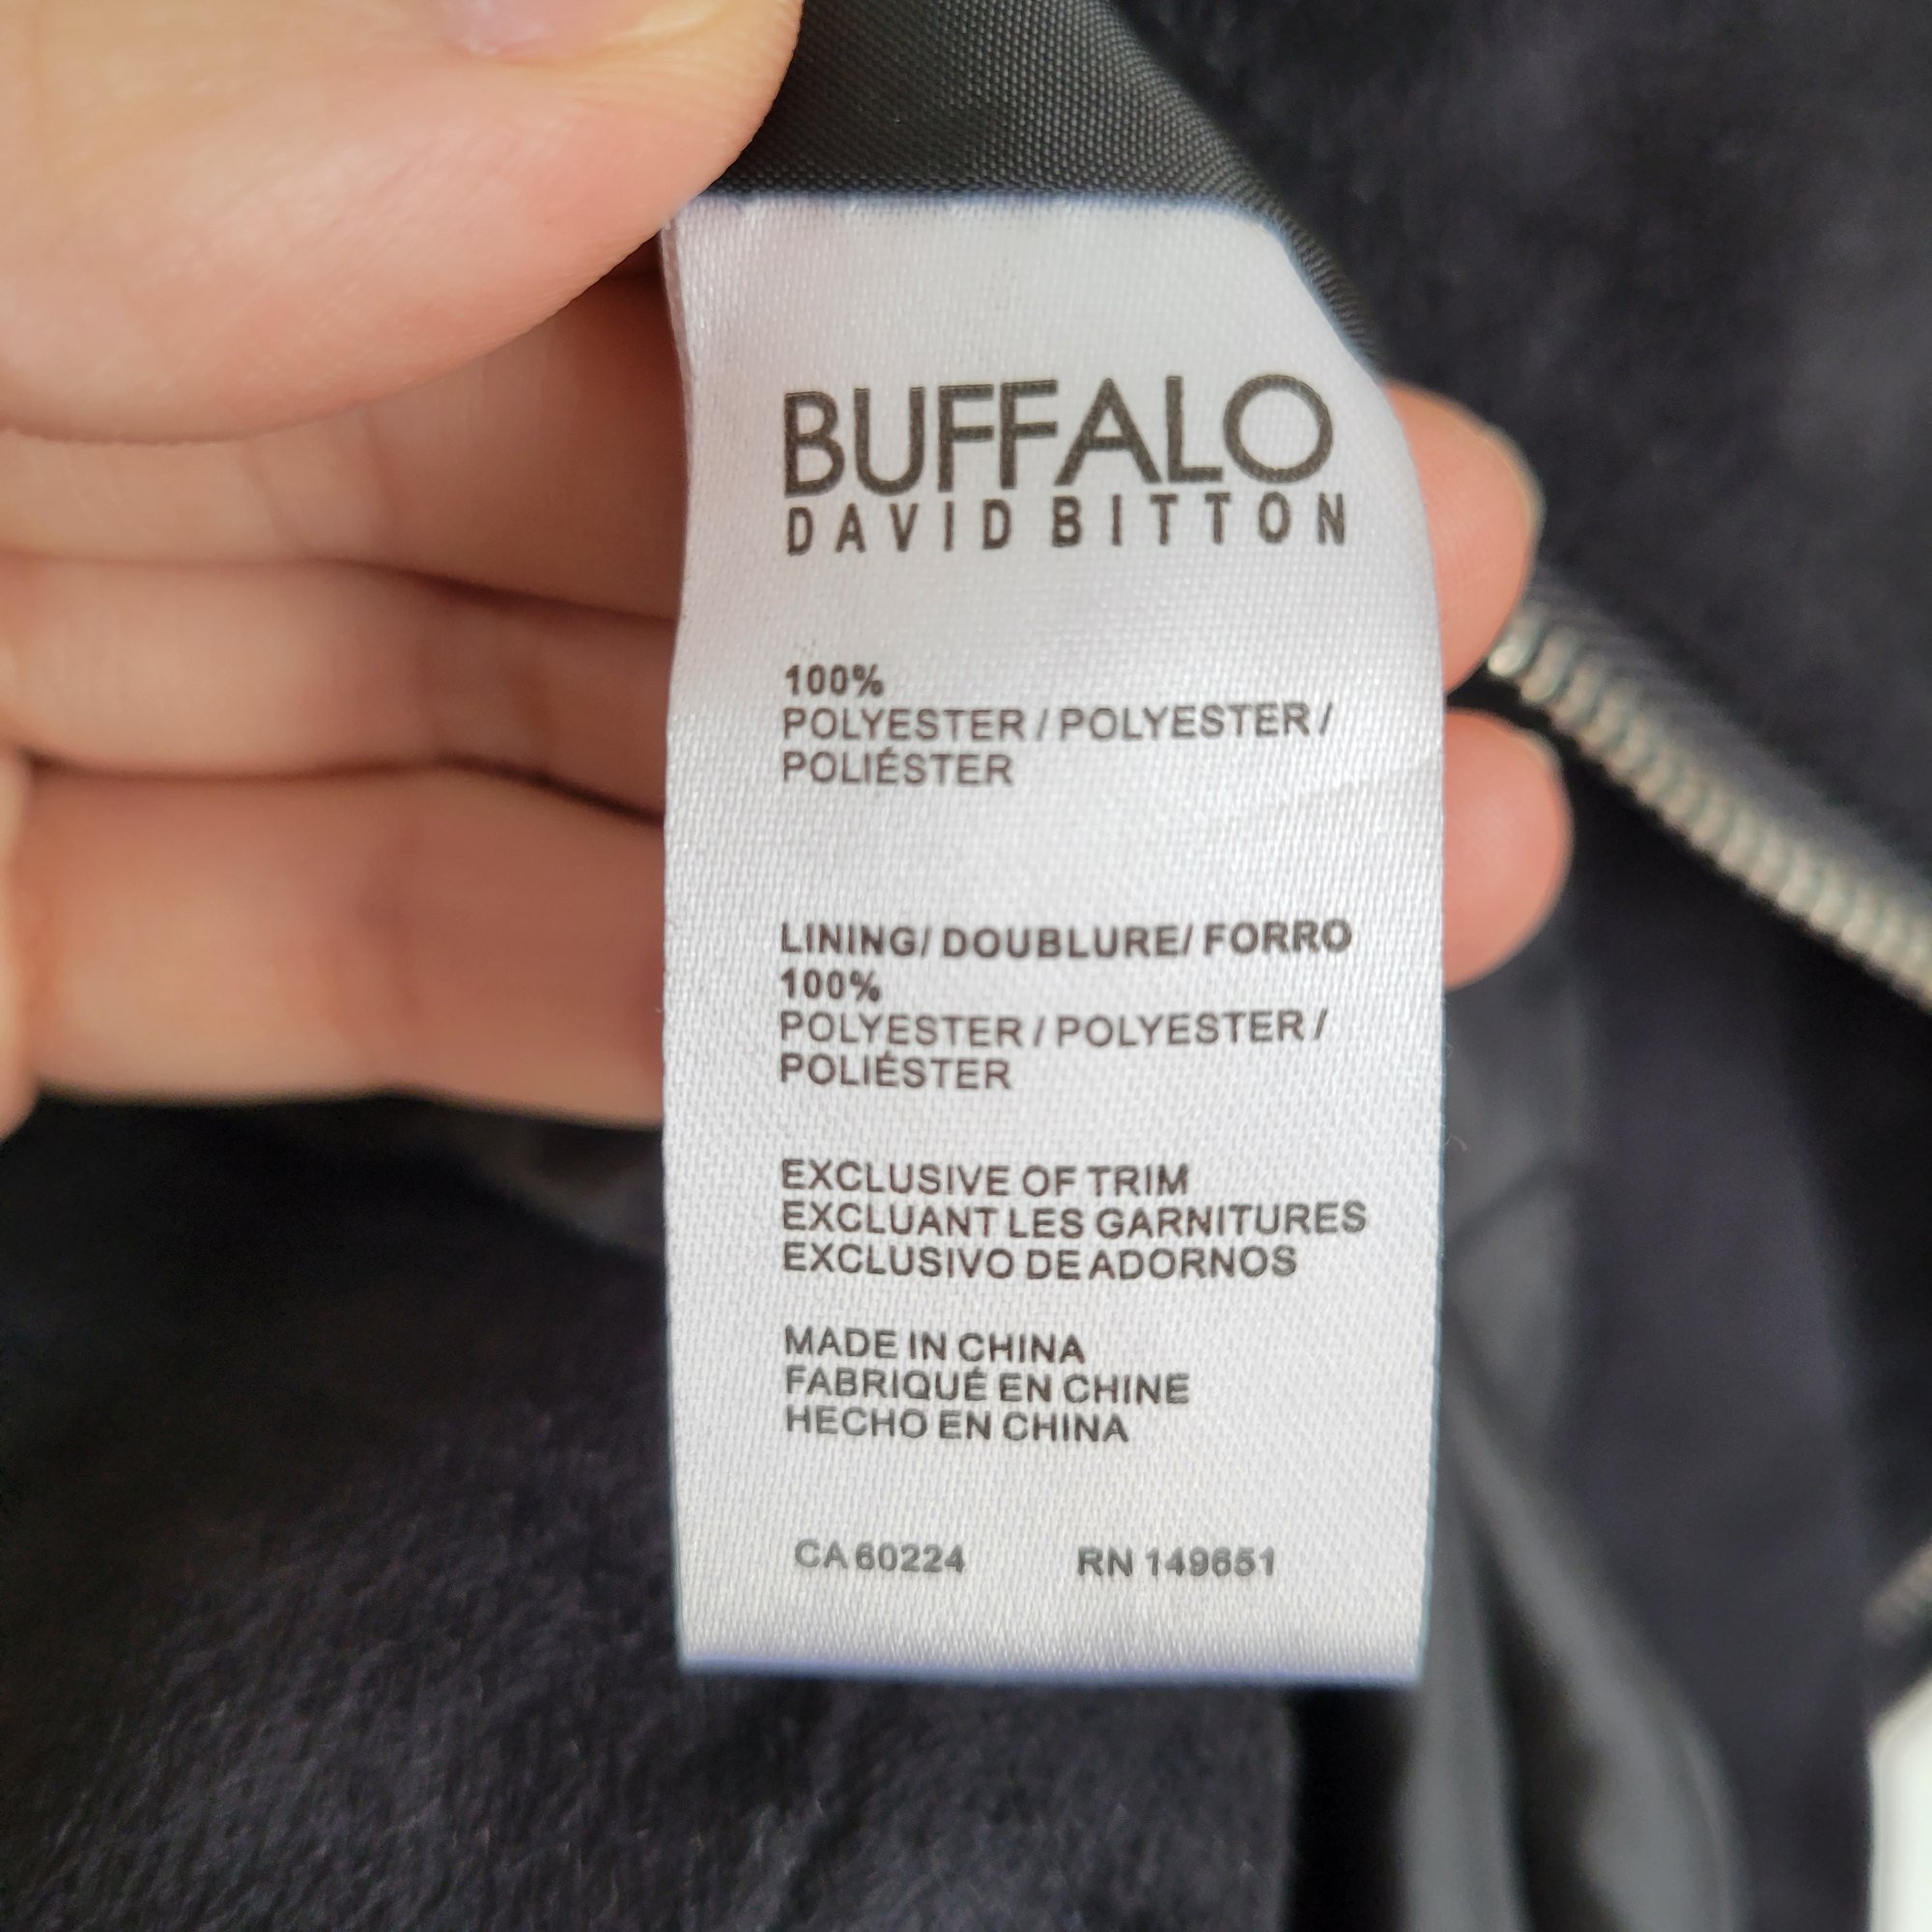 BUFFALO
DAVID BITTON
100%
POLYESTER / POLYESTER /
POLIÉSTER
LINING/ DOUBLURE/ FORRO
100%
POLYESTER / POLYESTER /
POLIÉSTER
EXCLUSIVE OF TRIM
EXCLUANT LES GARNITURES
EXCLUSIVO DE ADORNOS
MADE IN CHINA
FABRIQUÉ EN CHINE
HECHO EN CHINA
CA 60224 RN 149651